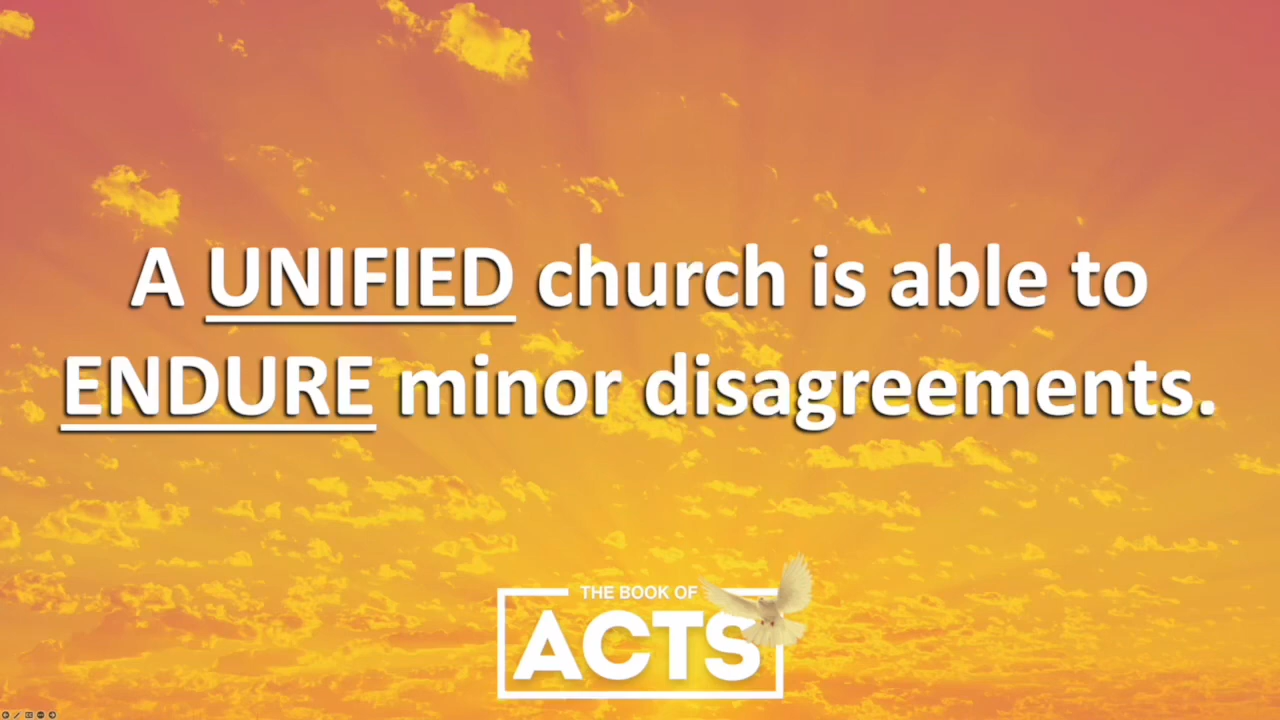 A UNIFIED church is able to
ENDURE minor disagreements.
THE BOOK OF
ACTS